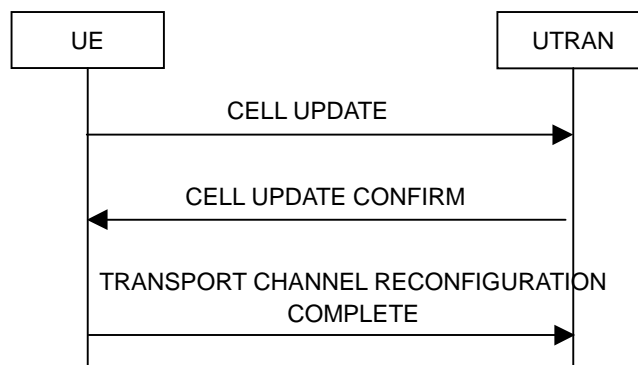 UE
UTRAN
CELL UPDATE
CELL UPDATE CONFIRM
TRANSPORT CHANNEL RECONFIGURATION
COMPLETE